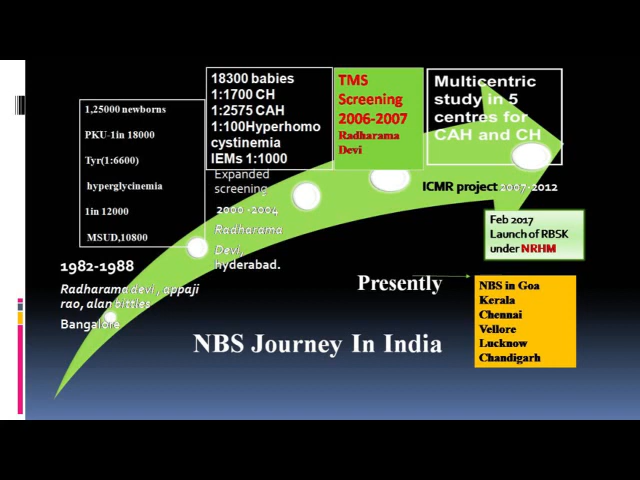 1,25000 newborns
PKU-1in 18000
Tyr(1:6600)
hyperglycinemia
1in 12000
MSUD,10800
1982-1988
Radharama devi , appaji
rao, alan bittles
Bangalore
18300 babies
1:1700 CH
1:2575 CAH
1:100Hyperhomo
cystinemia
IEMs 1:1000
Expanded
screening
2000 -2004
Radharama
Devi,
hyderabad.
TMS
Screening
2006-2007
Radharama
Devi
Multicentric
study in 5
centres for
CAH and CH
ICMR project 2007-2012
Feb 2017
Launch of RBSK
under NRHM
Presently
NBS in Goa
Kerala
Chennai
Vellore
Lucknow
Chandigarh
NBS Journey In India